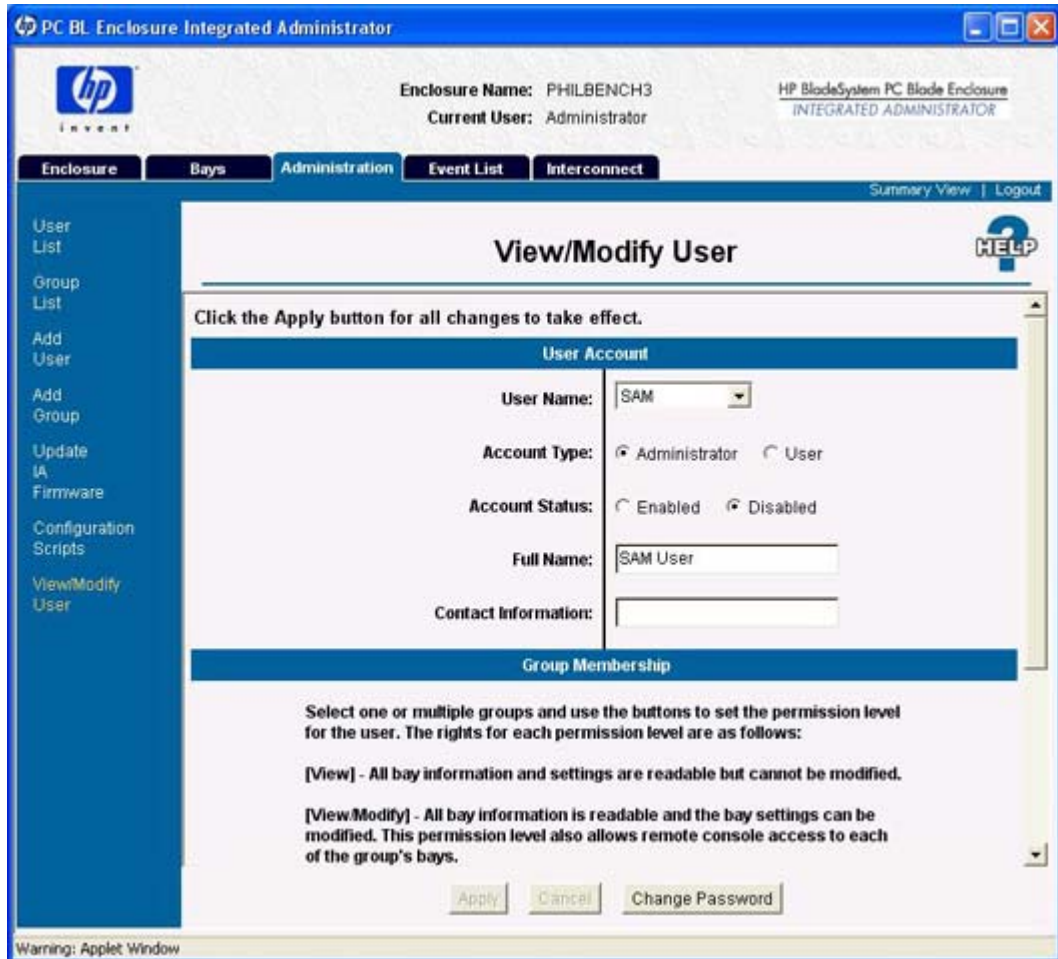 PC BL Enclosure Integrated Administrator
hp
invent
Enclosure Name: PHILBENCH3
Current User: Administrator
HP BladeSystem PC Blade Enclosure
INTEGRATED ADMINISTRATOR
Enclosure
Bays
Administration
Event List
Interconnect
Summary View | Logout
User
List
Group
List
Add
User
Add
Group
Update
IA
Firmware
Configuration
Scripts
View/Modify
User
View/Modify User
HELP
Click the Apply button for all changes to take effect.
User Account
User Name: SAM
Account Type: Administrator User
Account Status: Enabled Disabled
Full Name: SAM User
Contact Information:
Group Membership
Select one or multiple groups and use the buttons to set the permission level
for the user. The rights for each permission level are as follows:
[View] - All bay information and settings are readable but cannot be modified.
[View/Modify] - All bay information is readable and the bay settings can be
modified. This permission level also allows remote console access to each
of the group's bays.
Apply Cancel Change Password
Warning: Applet Window